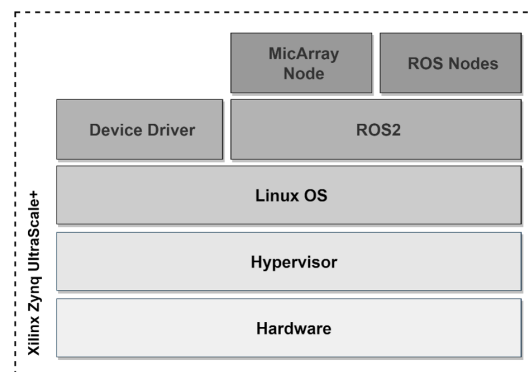 MicArray
Node
ROS Nodes
Device Driver
ROS2
Linux OS
Hypervisor
Hardware
Xilinx Zynq UltraScale+